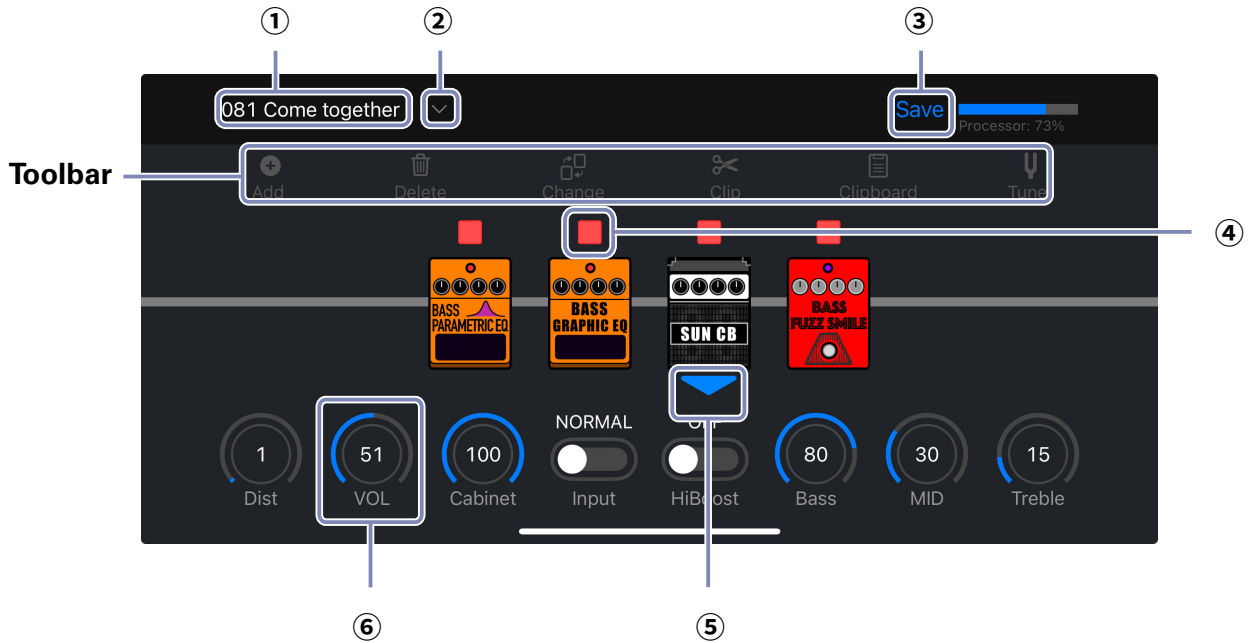 ① ② ③
081 Come together
Save
Processor: 73%
Toolbar
Add Delete Change Clip Clipboard Tune
④
BASS PARAMETRIC EQ
BASS GRAPHIC EQ
SUN CB
BASS FUZZ SMILE
NORMAL OFF
1 51 100 80 30 15
Dist VOL Cabinet Input HiBoost Bass MID Treble
⑥ ⑤